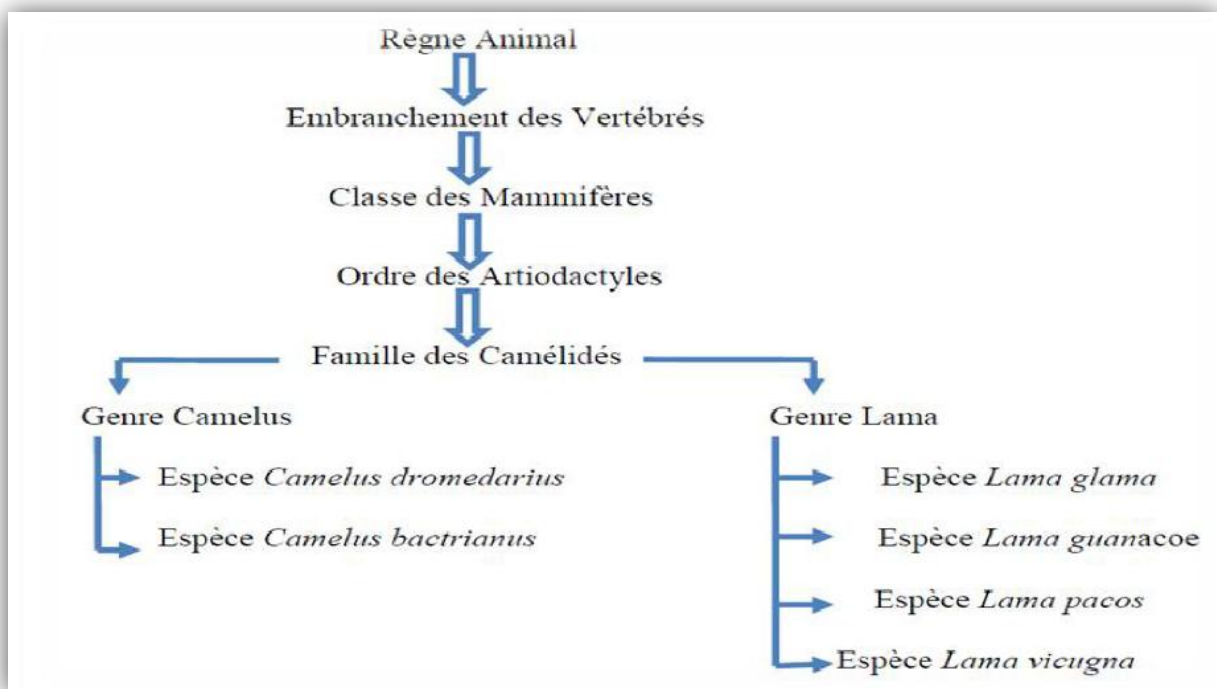 Règne Animal
Embranchement des Vertébrés
Classe des Mammifères
Ordre des Artiodactyles
Famille des Camélidés
Genre Camelus
Espèce Camelus dromedarius
Espèce Camelus bactrianus
Genre Lama
Espèce Lama glama
Espèce Lama guanacoe
Espèce Lama pacos
Espèce Lama vicugna